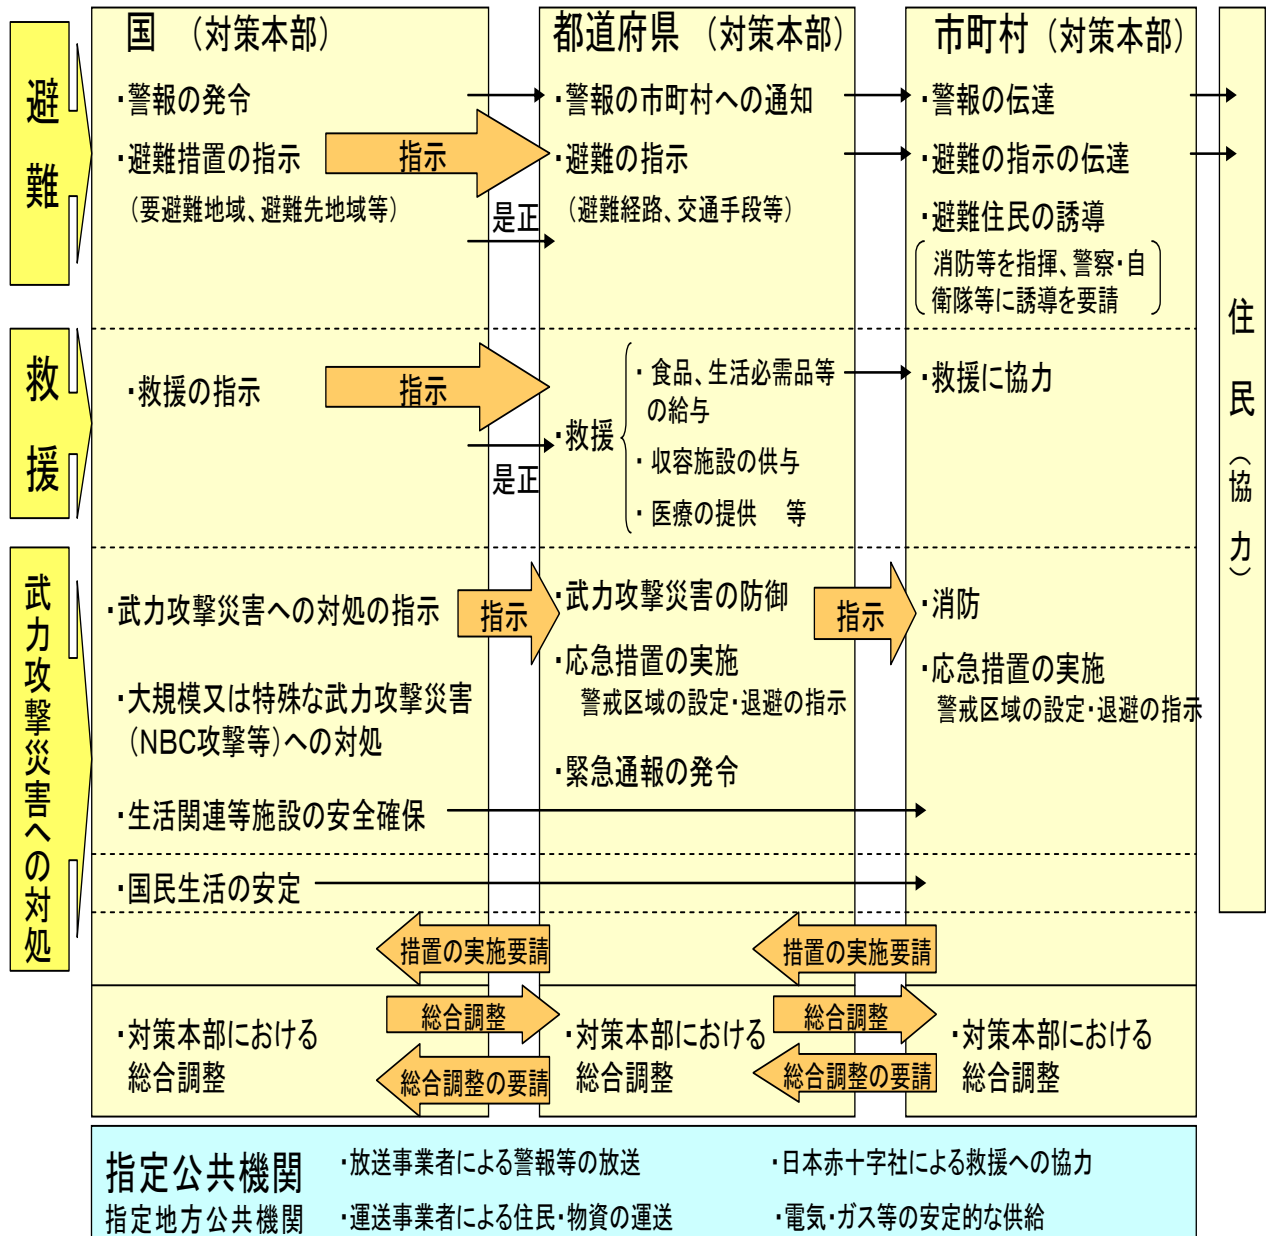 国 （対策本部）
都道府県 （対策本部）
市町村（対策本部）
避難
・警報の発令
・警報の市町村への通知
・警報の伝達
・避難措置の指示
指示
・避難の指示
・避難の指示の伝達
（要避難地域、避難先地域等）
是正
（避難経路、交通手段等）
・避難住民の誘導
消防等を指揮、警察・自
衛隊等に誘導を要請
住民（協力）
救援
・救援の指示
指示
是正
・救援
・食品、生活必需品等
の給与
・収容施設の供与
・医療の提供 等
・救援に協力
武力攻撃災害への対処
・武力攻撃災害への対処の指示
指示
・武力攻撃災害の防御
指示
・消防
・応急措置の実施
警戒区域の設定・退避の指示
・応急措置の実施
警戒区域の設定・退避の指示
・大規模又は特殊な武力攻撃災害
（NBC攻撃等）への対処
・緊急通報の発令
・生活関連等施設の安全確保
・国民生活の安定
措置の実施要請
措置の実施要請
・対策本部における
総合調整
総合調整
総合調整の要請
・対策本部における
総合調整
総合調整
総合調整の要請
・対策本部における
総合調整
指定公共機関
指定地方公共機関
・放送事業者による警報等の放送
・日本赤十字社による救援への協力
・運送事業者による住民・物資の運送
・電気・ガス等の安定的な供給